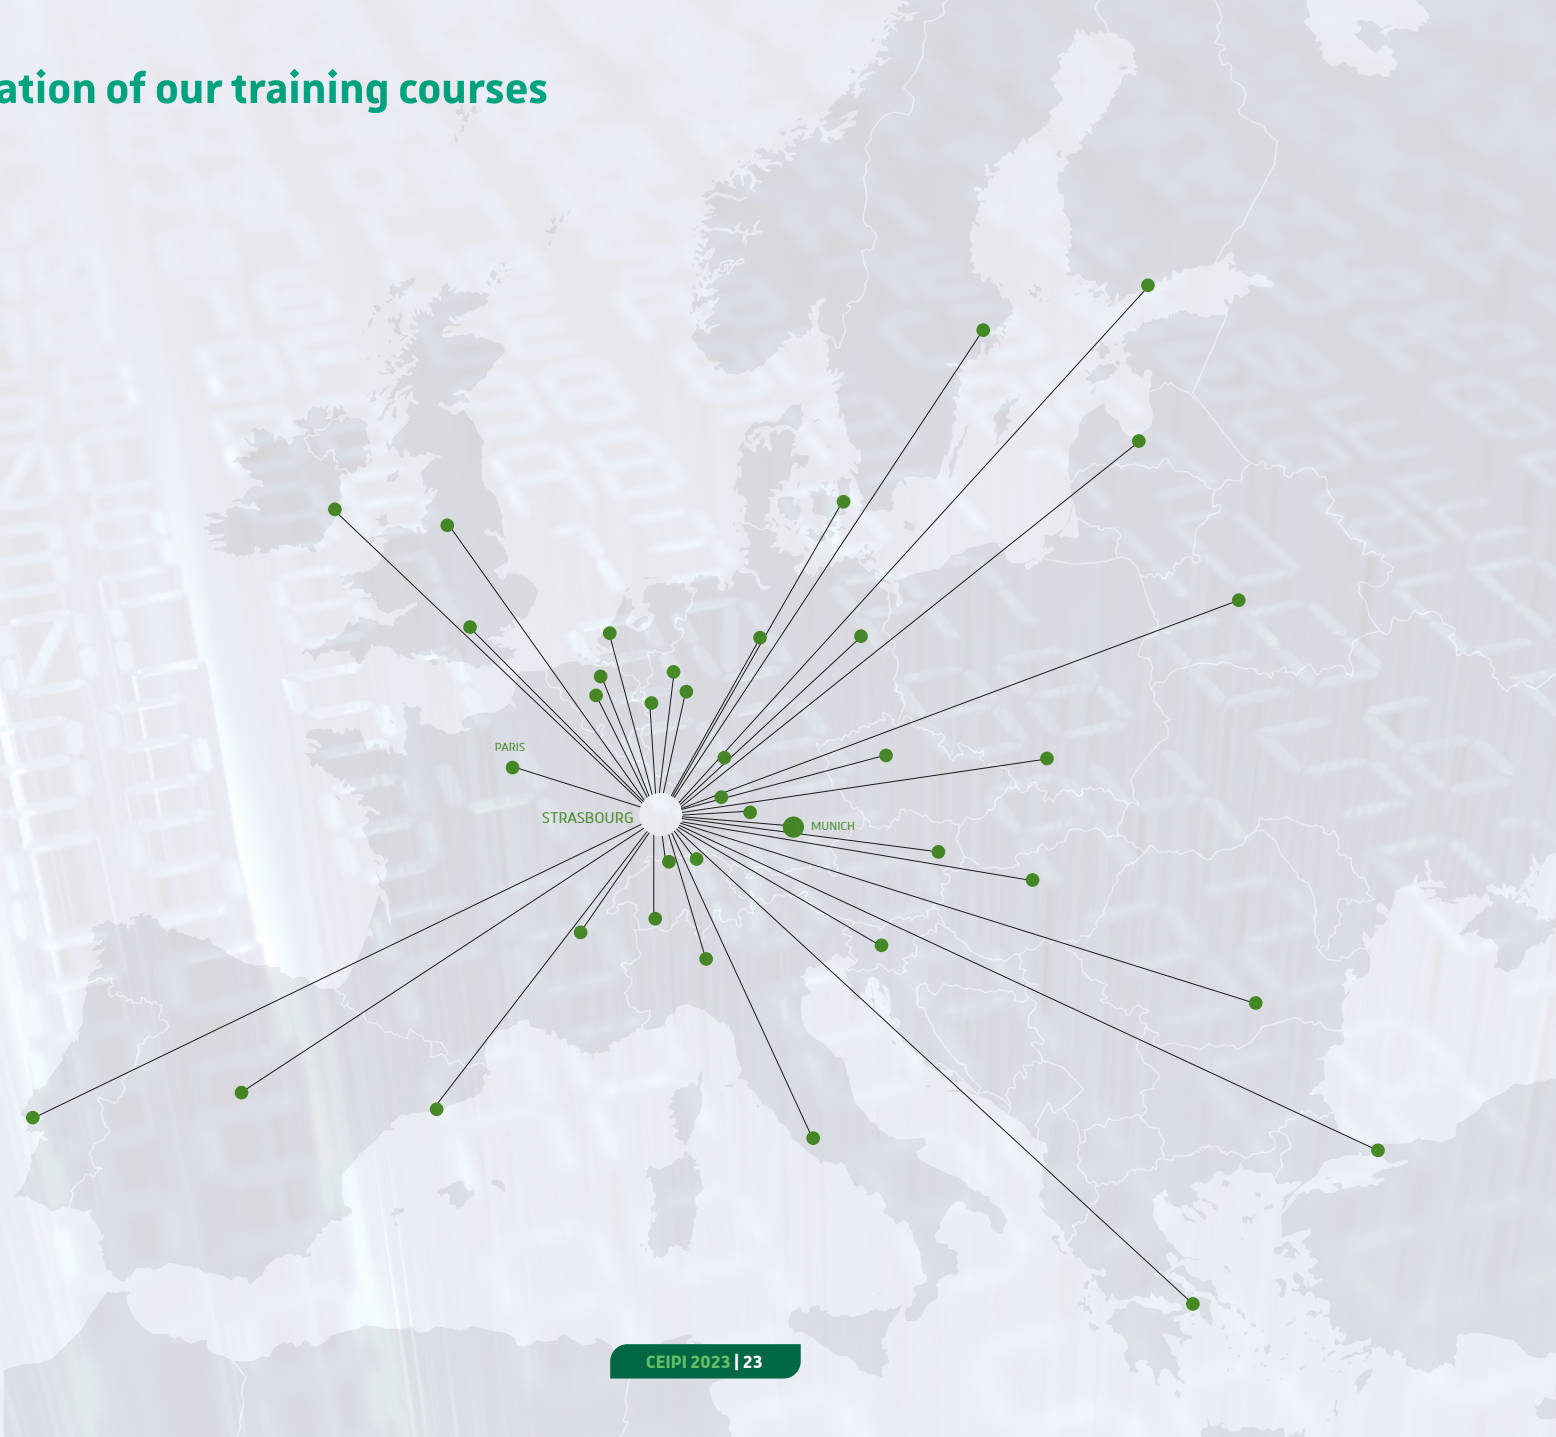 ation of our training courses
PARIS
STRASBOURG
MUNICH
CEIPI 2023 | 23